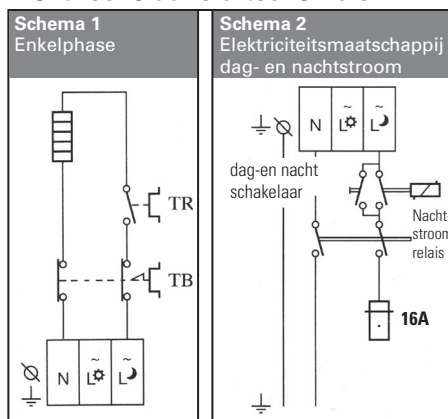 Schema 1
Enkelphase
TR
TB
N L L
Schema 2
Elektriciteitsmaatschappij
dag- en nachtstroom
N L L
dag-en nacht
schakelaar
Nacht-
stroom
relais
16A